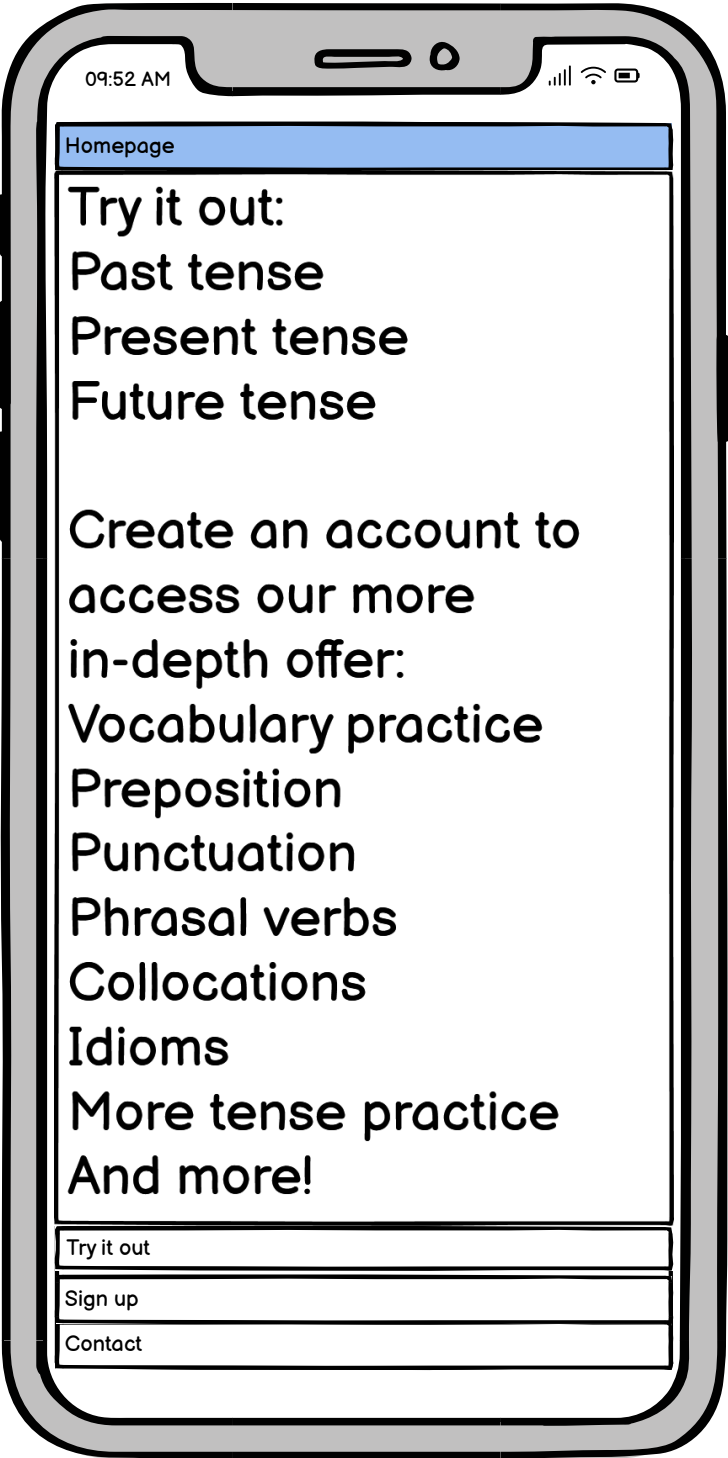 09:52 AM
Homepage
Try it out:
Past tense
Present tense
Future tense
Create an account to
access our more
in-depth offer:
Vocabulary practice
Preposition
Punctuation
Phrasal verbs
Collocations
Idioms
More tense practice
And more!
Try it out
Sign up
Contact